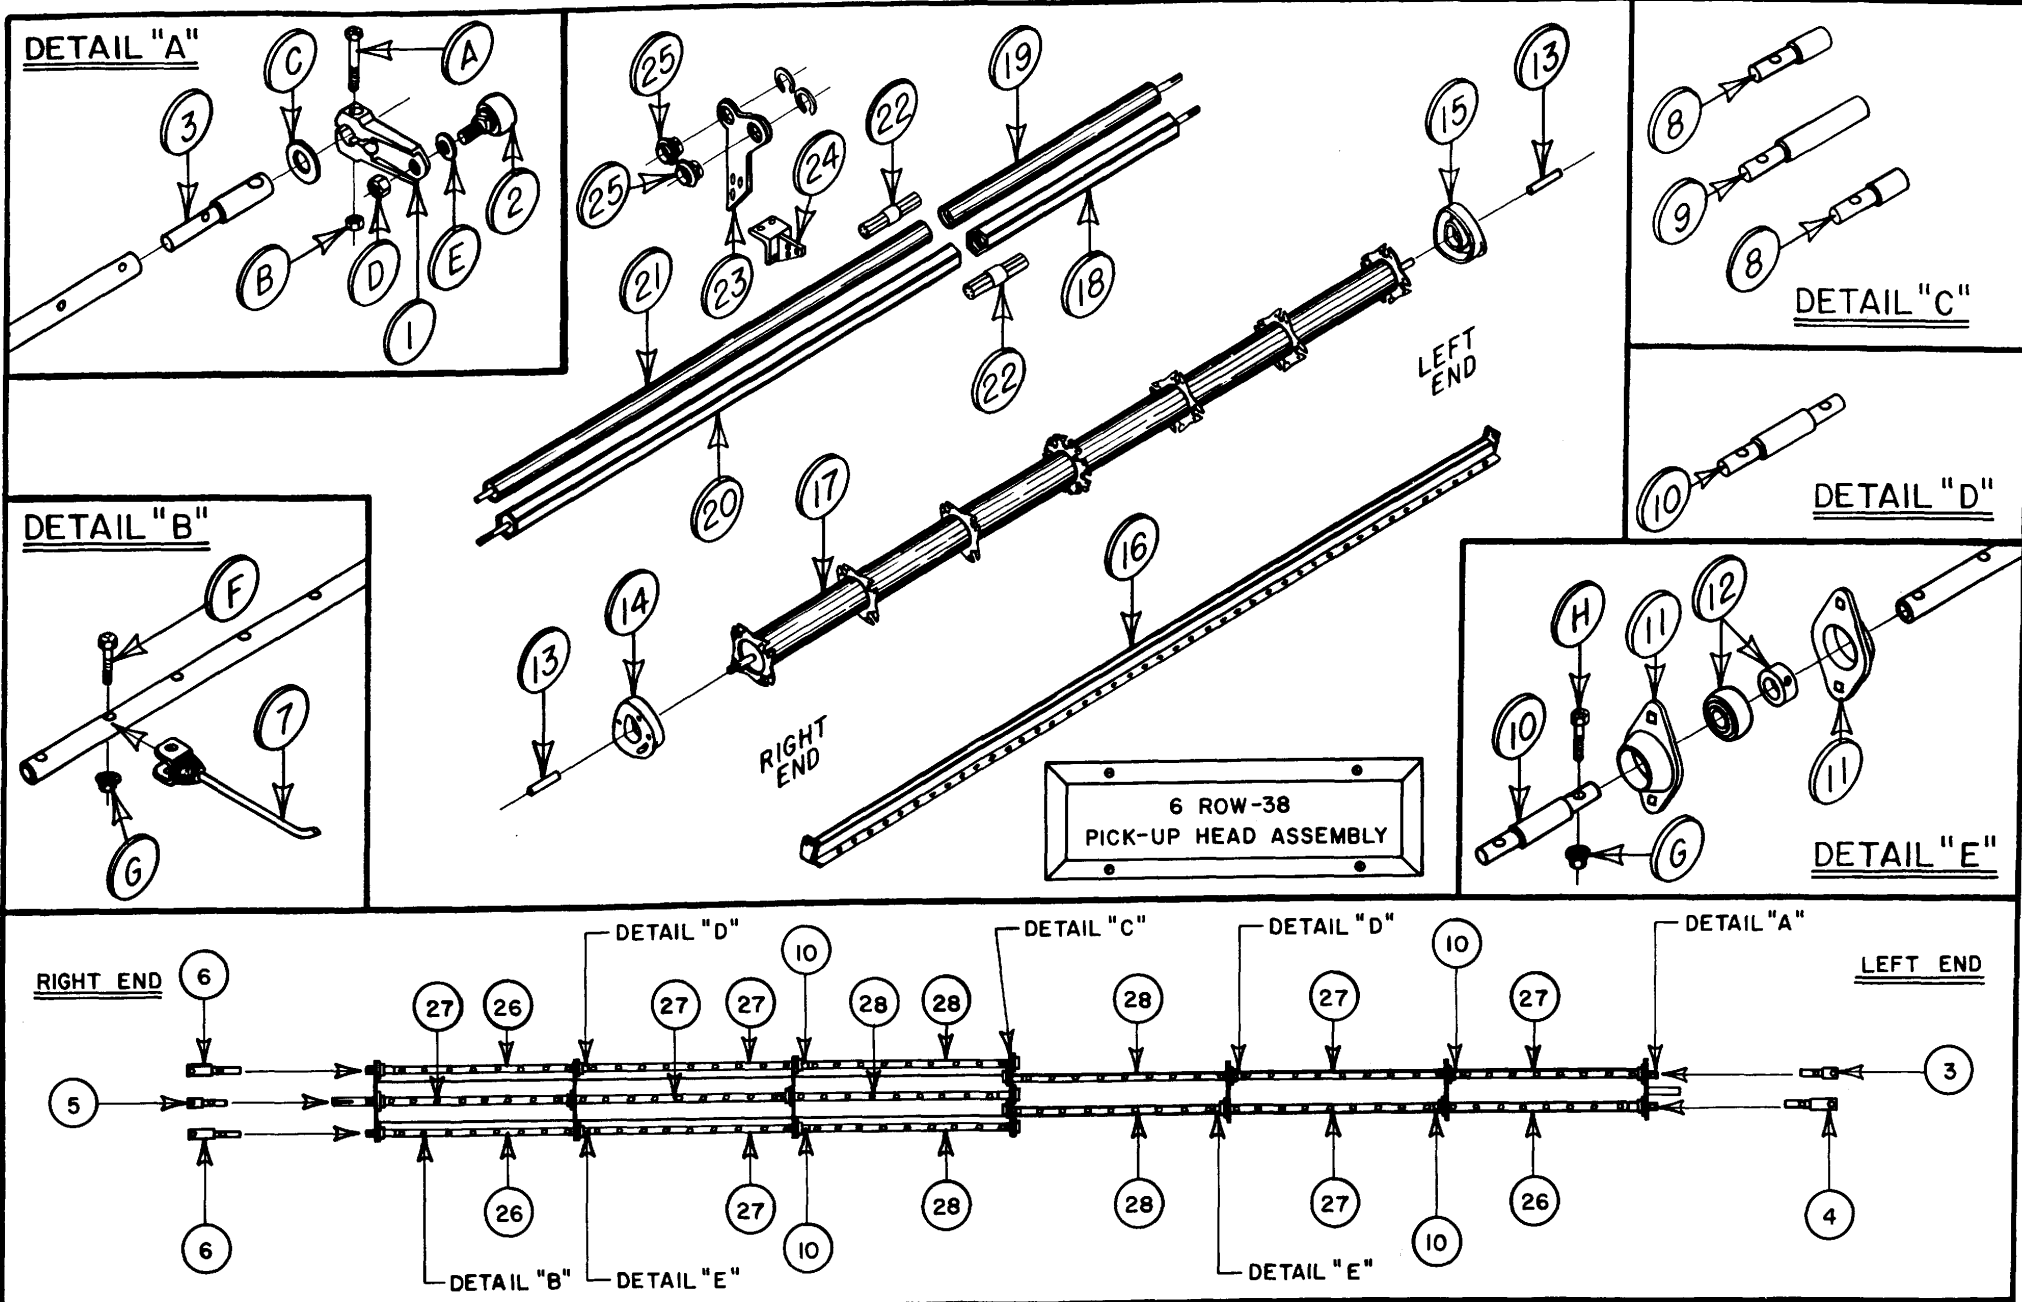 DETAIL "A"
C
A
3
2
B
D
E
1
25
22
19
13
15
25
24
21
23
22
18
LEFT
END
20
17
16
14
13
RIGHT
END
6 ROW-38
PICK-UP HEAD ASSEMBLY
8
9
8
DETAIL "C"
10
DETAIL "D"
DETAIL "B"
F
7
G
H
11
12
10
11
G
DETAIL "E"
RIGHT END
LEFT END
DETAIL "D"
DETAIL "C"
DETAIL "D"
DETAIL "A"
6
10
10
27
26
27
27
28
28
28
27
27
5
3
6
26
27
10
28
28
27
10
26
4
DETAIL "B"
DETAIL "E"
DETAIL "E"